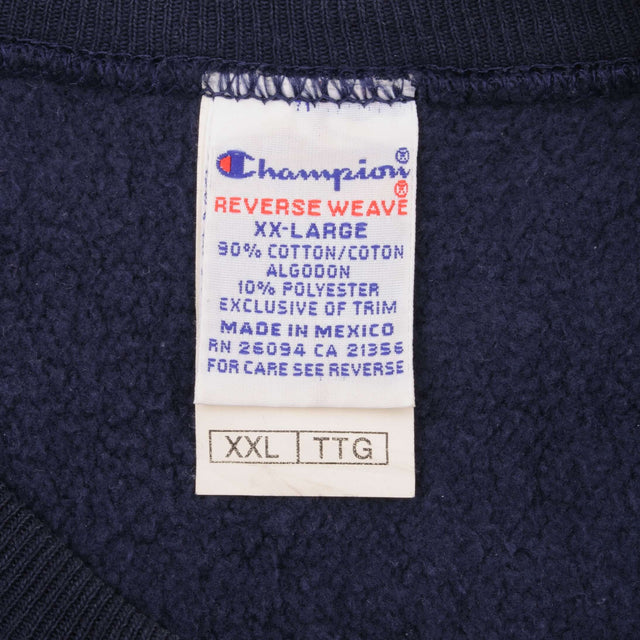 Champion®
REVERSE WEAVE®
XX-LARGE
90% COTTON/COTON
ALGODON
10% POLYESTER
EXCLUSIVE OF TRIM
MADE IN MEXICO
RN 26094 CA 21356
FOR CARE SEE REVERSE
XXL TTG